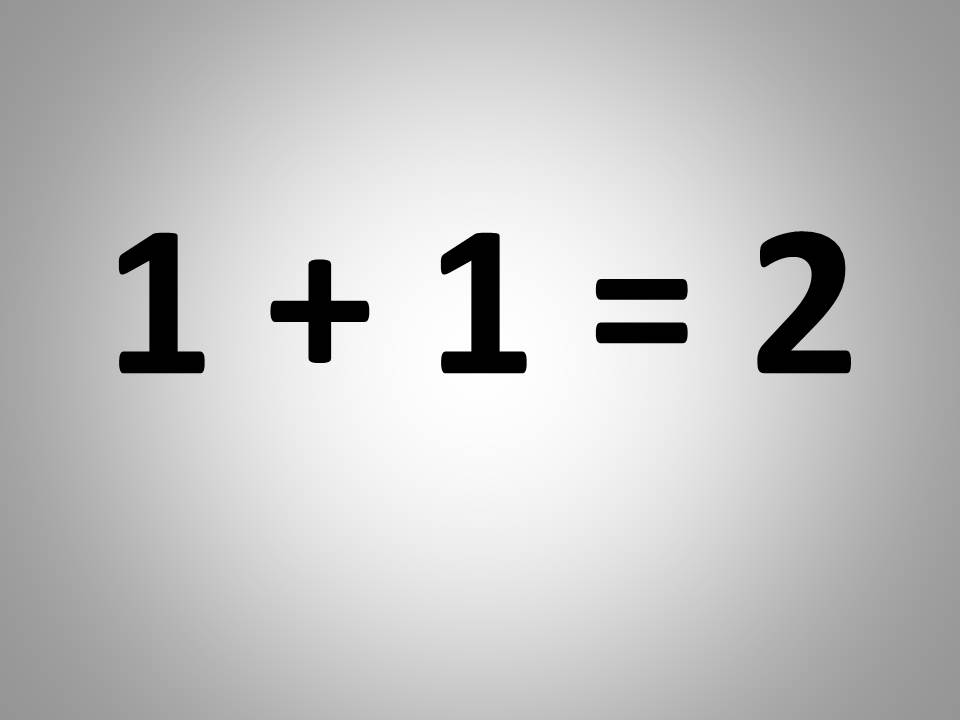 1 + 1 = 2